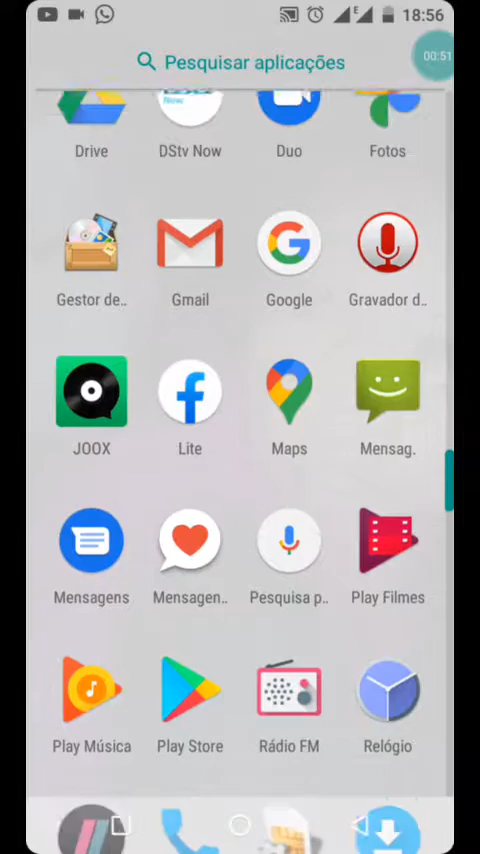 E
18:56
Pesquisar aplicações
00:51
Now
Drive
DStv Now
Duo
Fotos
Gestor de..
Gmail
Google
Gravador d..
JOOX
Lite
Maps
Mensag.
Mensagens
Mensagen..
Pesquisa p..
Play Filmes
Play Música
Play Store
Rádio FM
Relógio